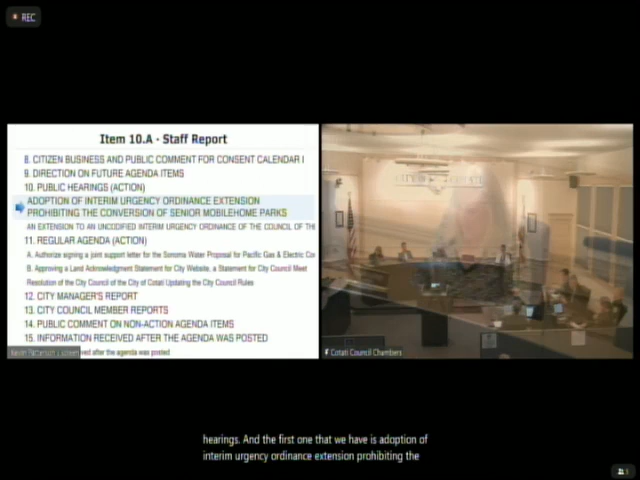 REC
Item 10.A - Staff Report
8. CITIZEN BUSINESS AND PUBLIC COMMENT FOR CONSENT CALENDAR I
9. DIRECTION ON FUTURE AGENDA ITEMS
10. PUBLIC HEARINGS (ACTION)
ADOPTION OF INTERIM URGENCY ORDINANCE EXTENSION
PROHIBITING THE CONVERSION OF SENIOR MOBILEHOME PARKS
AN EXTENSION TO AN UNCODIFIED INTERIM URGENCY ORDINANCE OF THE COUNCIL OF TH
11. REGULAR AGENDA (ACTION)
A. Authorize signing a joint support letter for the Sonoma Water Proposal for Pacific Gas & Electric Co
B. Approving a Land Acknowledgment Statement for City Website, a Statement for City Council Meet
Resolution of the City Council of the City of Cotati Updating the City Council Rules
12. CITY MANAGER'S REPORT
13. CITY COUNCIL MEMBER REPORTS
14. PUBLIC COMMENT ON NON-ACTION AGENDA ITEMS
15. INFORMATION RECEIVED AFTER THE AGENDA WAS POSTED
ved after the agenda was posted
Cotati Council Chambers
hearings. And the first one that we have is adoption of
interim urgency ordinance extension prohibiting the